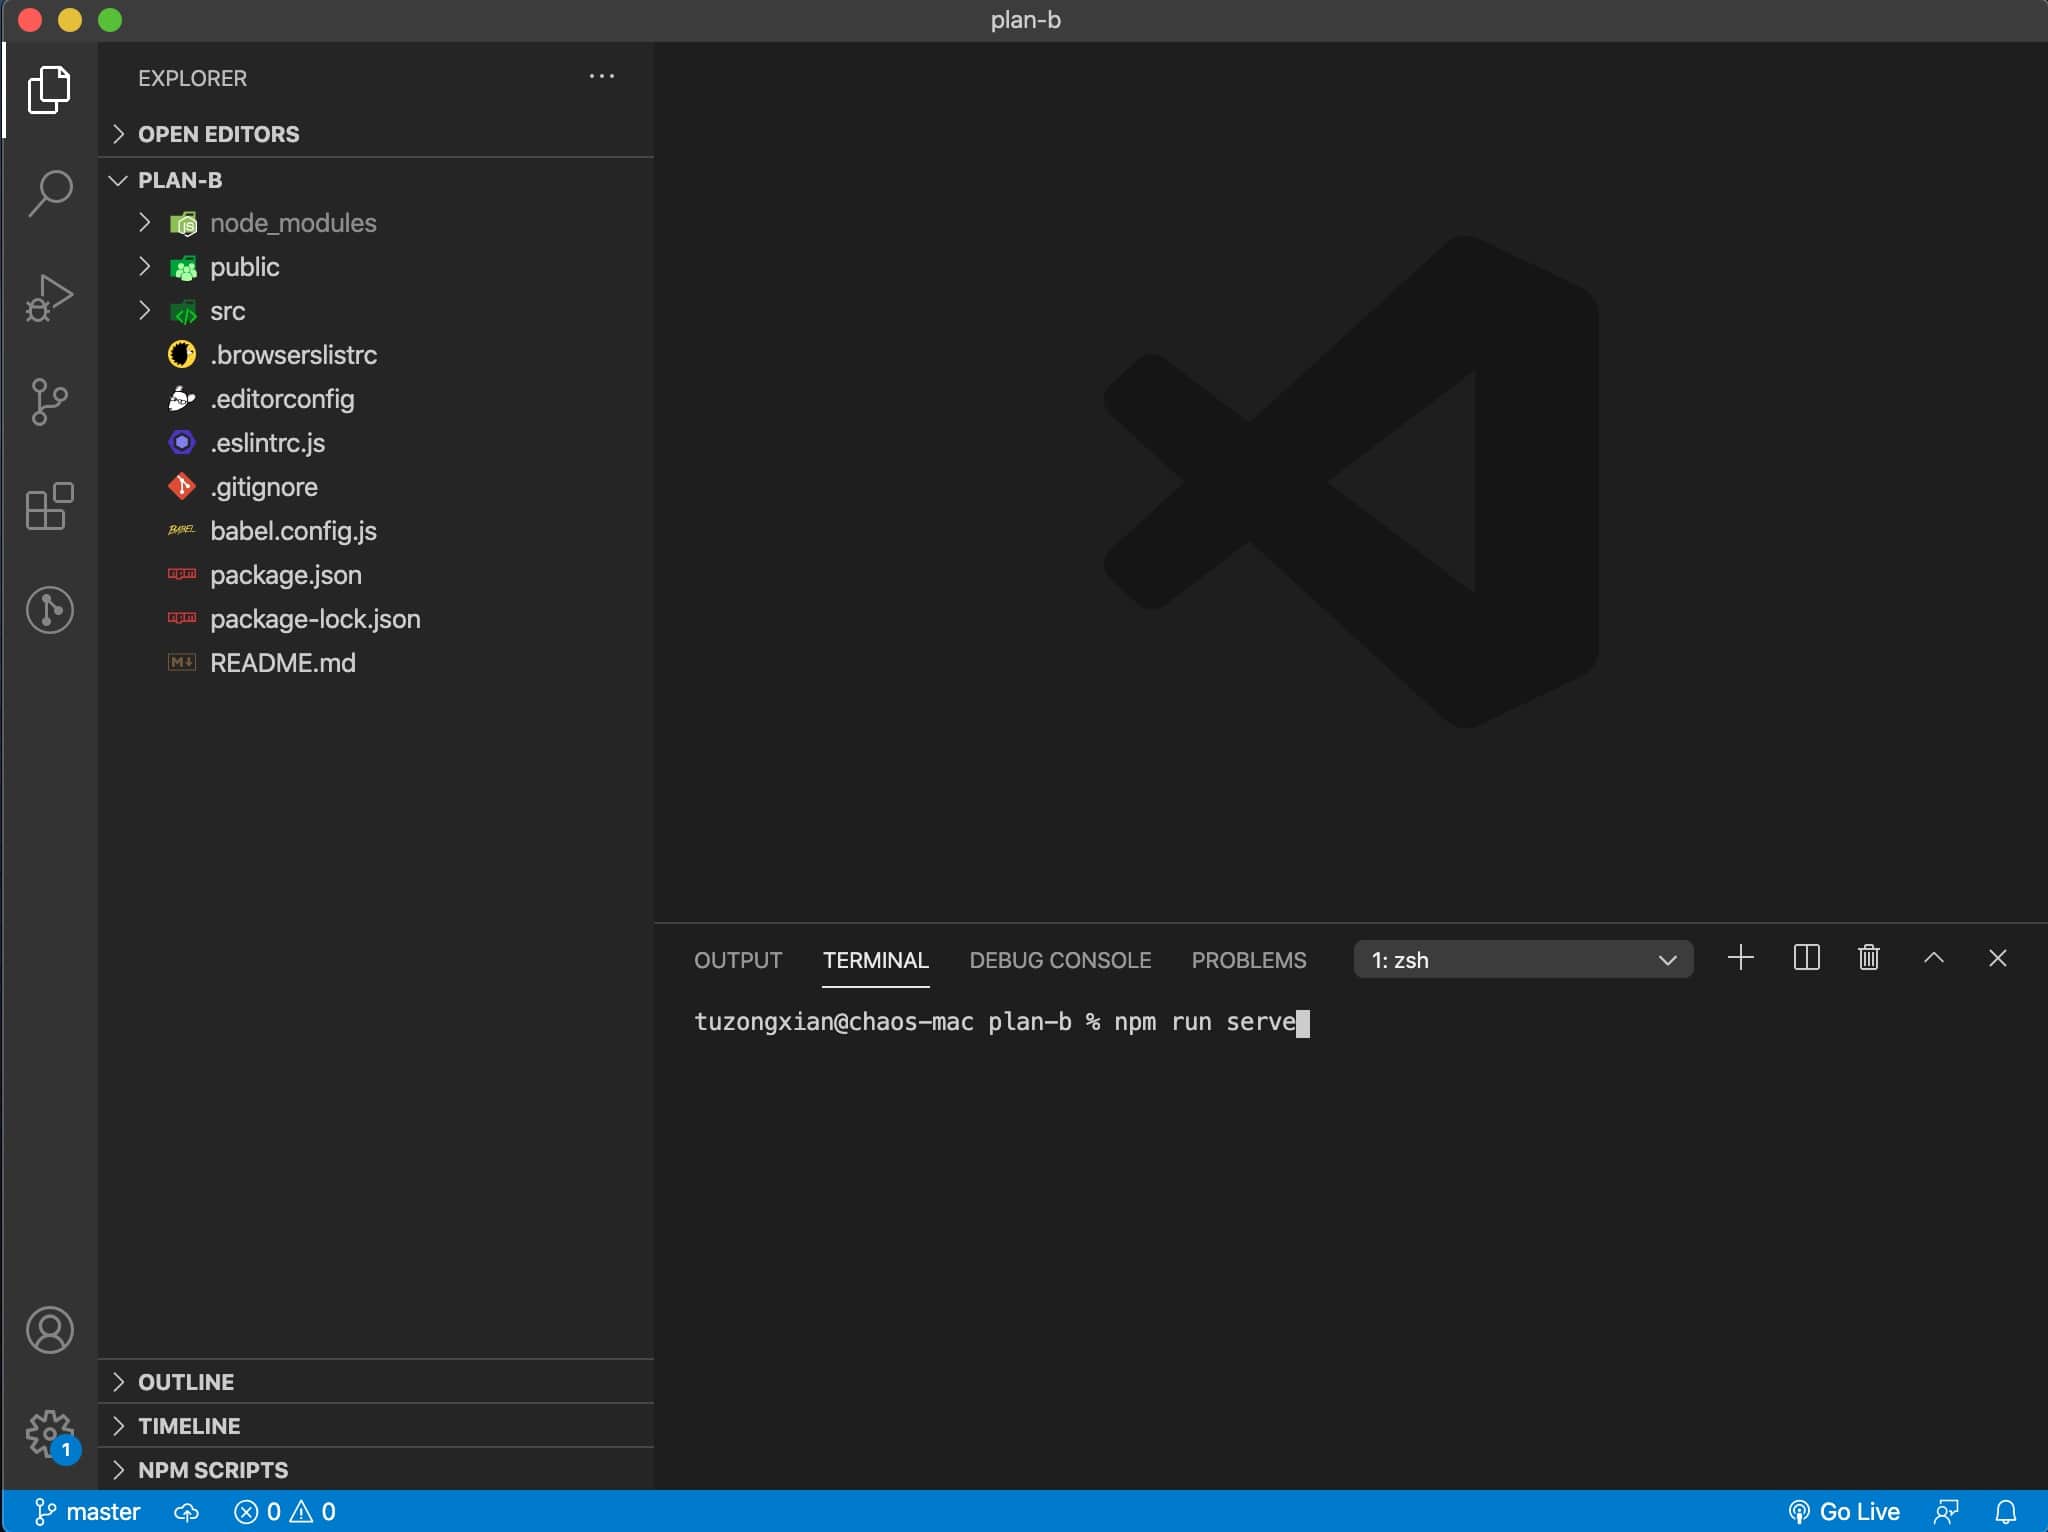 plan-b
EXPLORER
OPEN EDITORS
PLAN-B
node_modules
public
src
.browserslistrc
.editorconfig
.eslintrc.js
.gitignore
babel.config.js
package.json
package-lock.json
README.md
OUTPUT TERMINAL DEBUG CONSOLE PROBLEMS 1: zsh
tuzongxian@chaos-mac plan-b % npm run serve
OUTLINE
TIMELINE
1
NPM SCRIPTS
master 0 0 Go Live